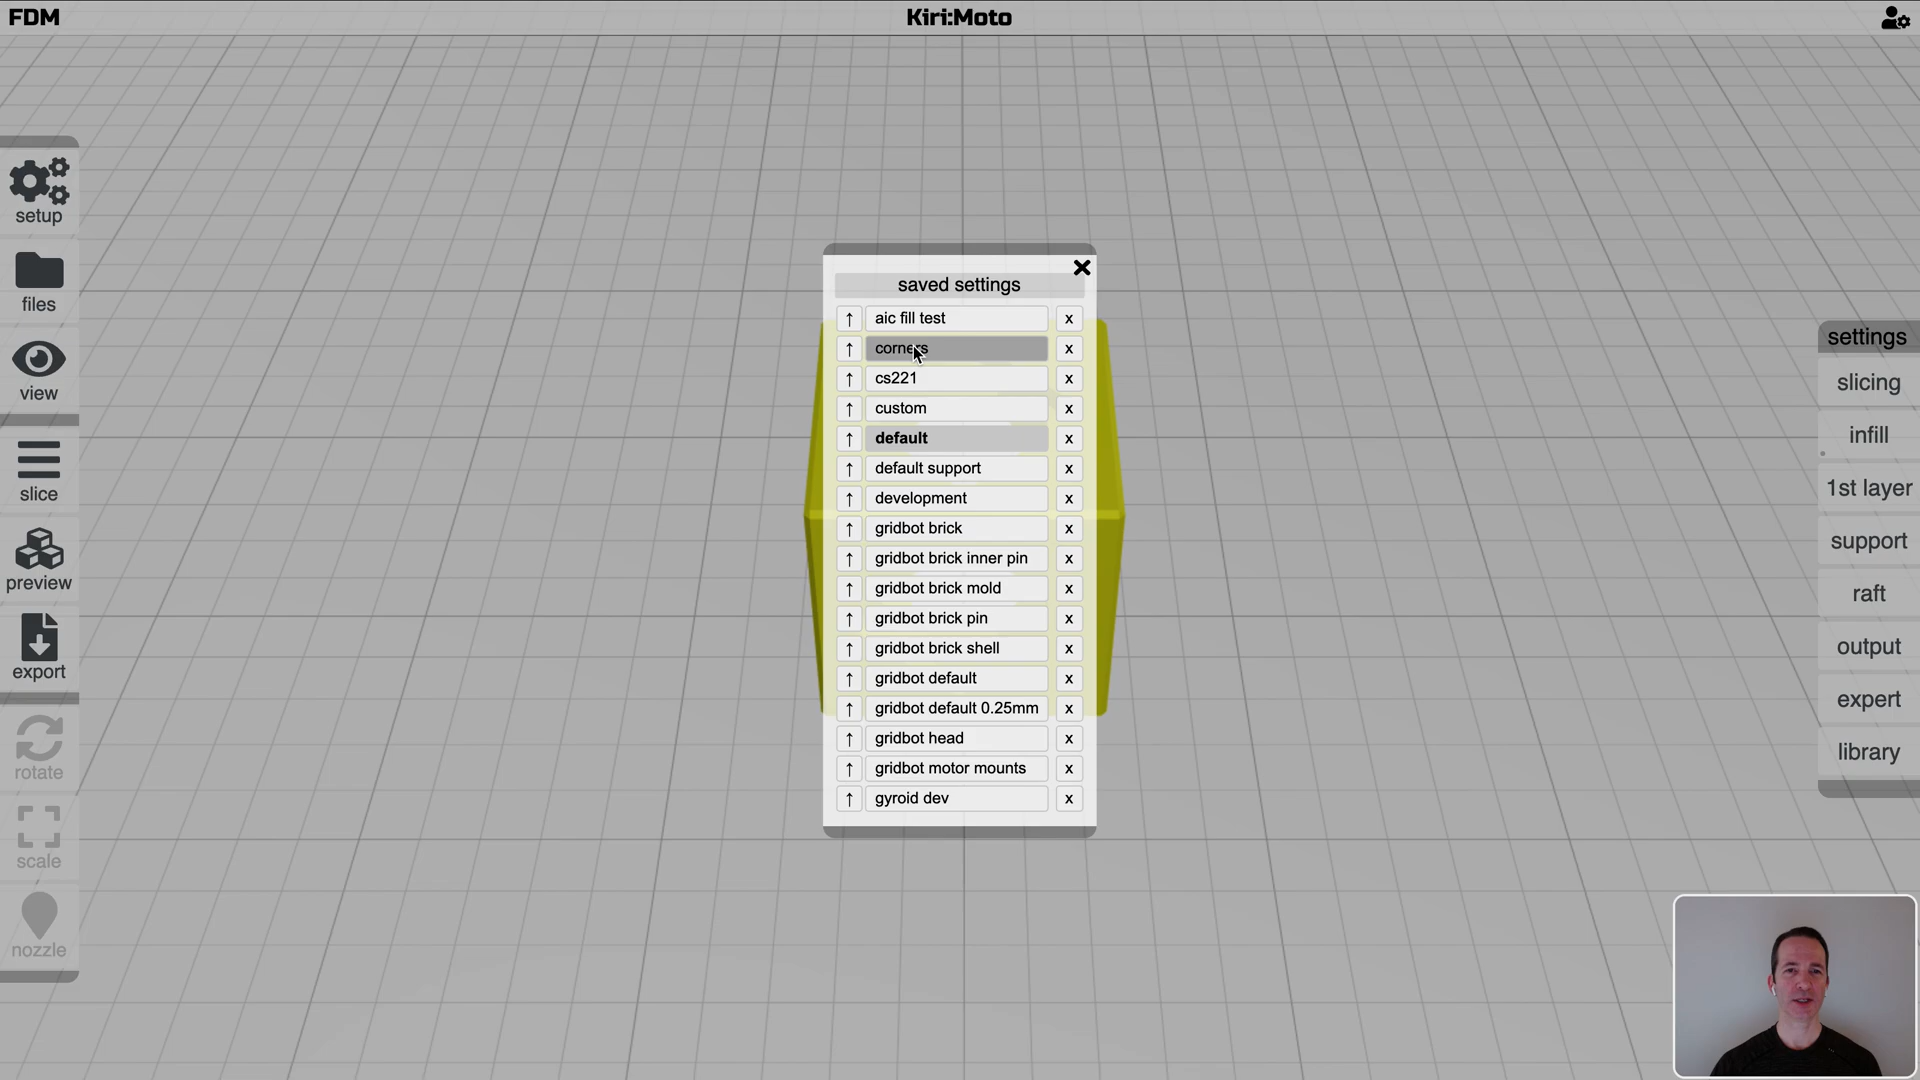 FDM
Kiri:Moto
setup
files
view
slice
preview
export
rotate
scale
nozzle
saved settings
↑ aic fill test x
↑ corners x
↑ cs221 x
↑ custom x
↑ default x
↑ default support x
↑ development x
↑ gridbot brick x
↑ gridbot brick inner pin x
↑ gridbot brick mold x
↑ gridbot brick pin x
↑ gridbot brick shell x
↑ gridbot default x
↑ gridbot default 0.25mm x
↑ gridbot head x
↑ gridbot motor mounts x
↑ gyroid dev x
settings
slicing
infill
1st layer
support
raft
output
expert
library